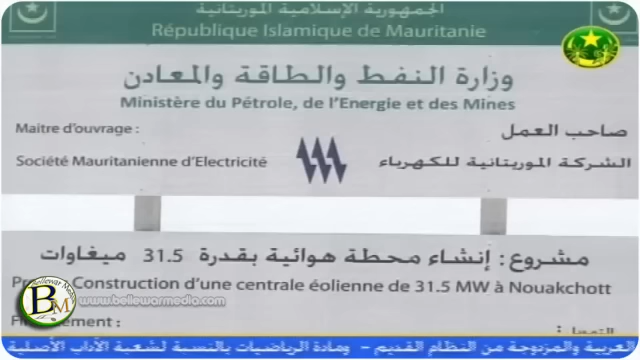 الجمهورية الإسلامية الموريتانية
République Islamique de Mauritanie
وزارة النفط والطاقة والمعادن
Ministère du Pétrole, de l'Energie et des Mines
Maitre d'ouvrage :
صاحب العمل
Société Mauritanienne d'Electricité
الشركة الموريتانية للكهرباء
مشروع : إنشاء محطة هوائية بقدرة 31.5 ميغاوات
Construction d'une centrale éolienne de 31.5 MW à Nouakchott
Bellewar Media
BM
www.bellewarmedia.com
العربية والمزدوجة من النظام القديم - ومادة الرياضيات بالنسبة لشعبة الآداب الأصلية